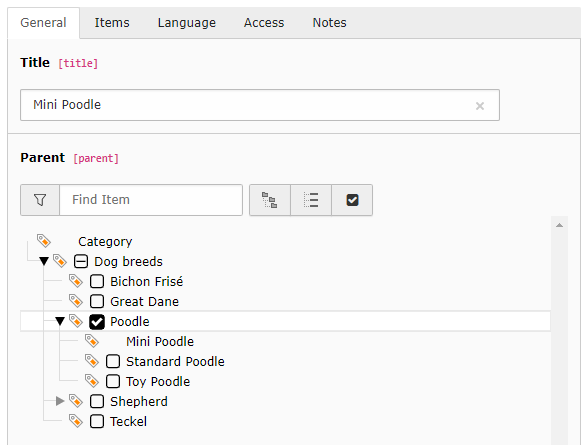 General Items Language Access Notes
Title [title]
Mini Poodle
Parent [parent]
Find Item
Category
Dog breeds
Bichon Frisé
Great Dane
Poodle
Mini Poodle
Standard Poodle
Toy Poodle
Shepherd
Teckel